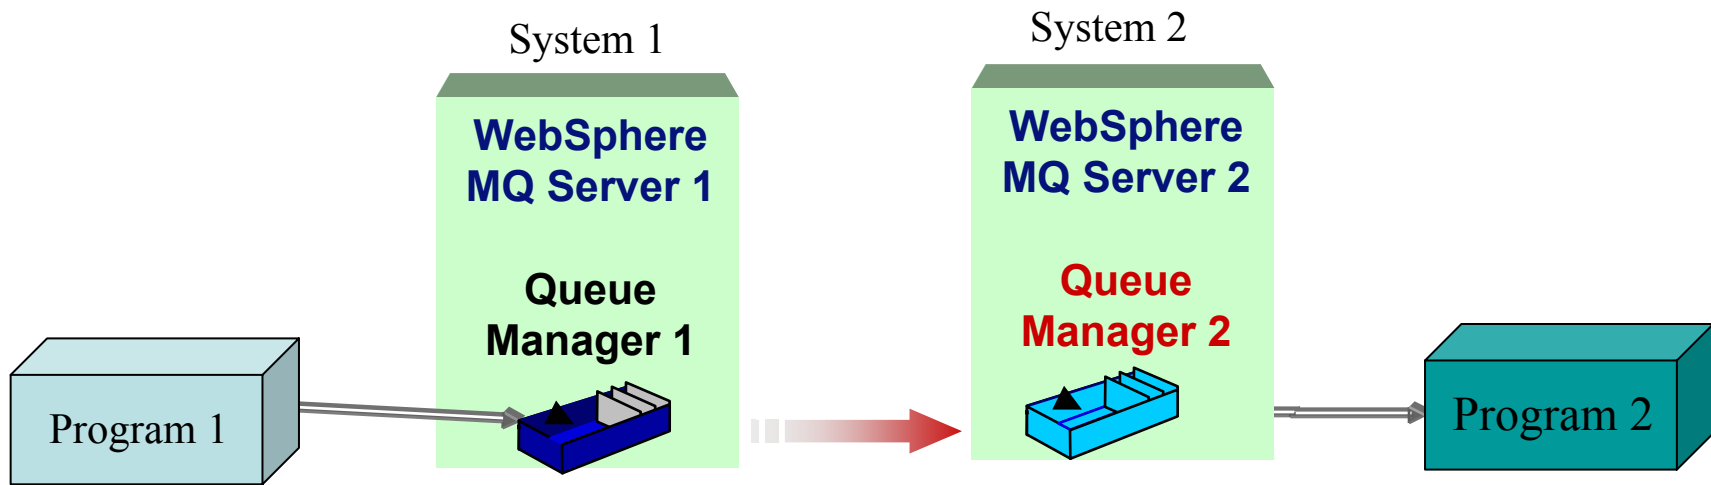 System 1
WebSphere
MQ Server 1
Queue
Manager 1
System 2
WebSphere
MQ Server 2
Queue
Manager 2
Program 1
Program 2